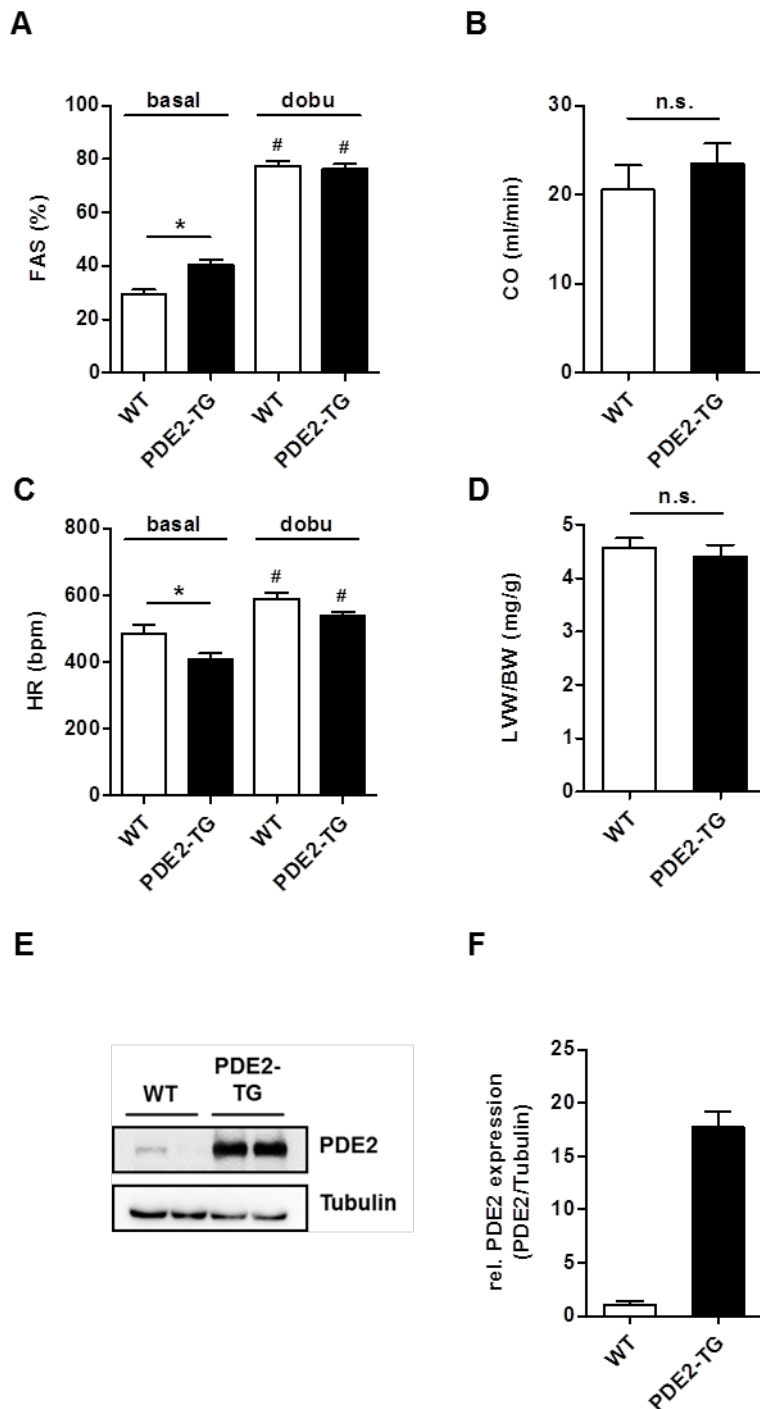 A
basal dobu
FAS (%)
100
80
60
40
20
0
*
# #
WT
PDE2-TG
WT
PDE2-TG
B
n.s.
CO (ml/min)
30
20
10
0
WT
PDE2-TG
C
basal dobu
HR (bpm)
800
600
400
200
0
*
# #
WT
PDE2-TG
WT
PDE2-TG
D
n.s.
LVW/BW (mg/g)
5
4
3
2
1
0
WT
PDE2-TG
E
WT
PDE2-
TG
PDE2
Tubulin
F
rel. PDE2 expression
(PDE2/Tubulin)
25
20
15
10
5
0
WT
PDE2-TG